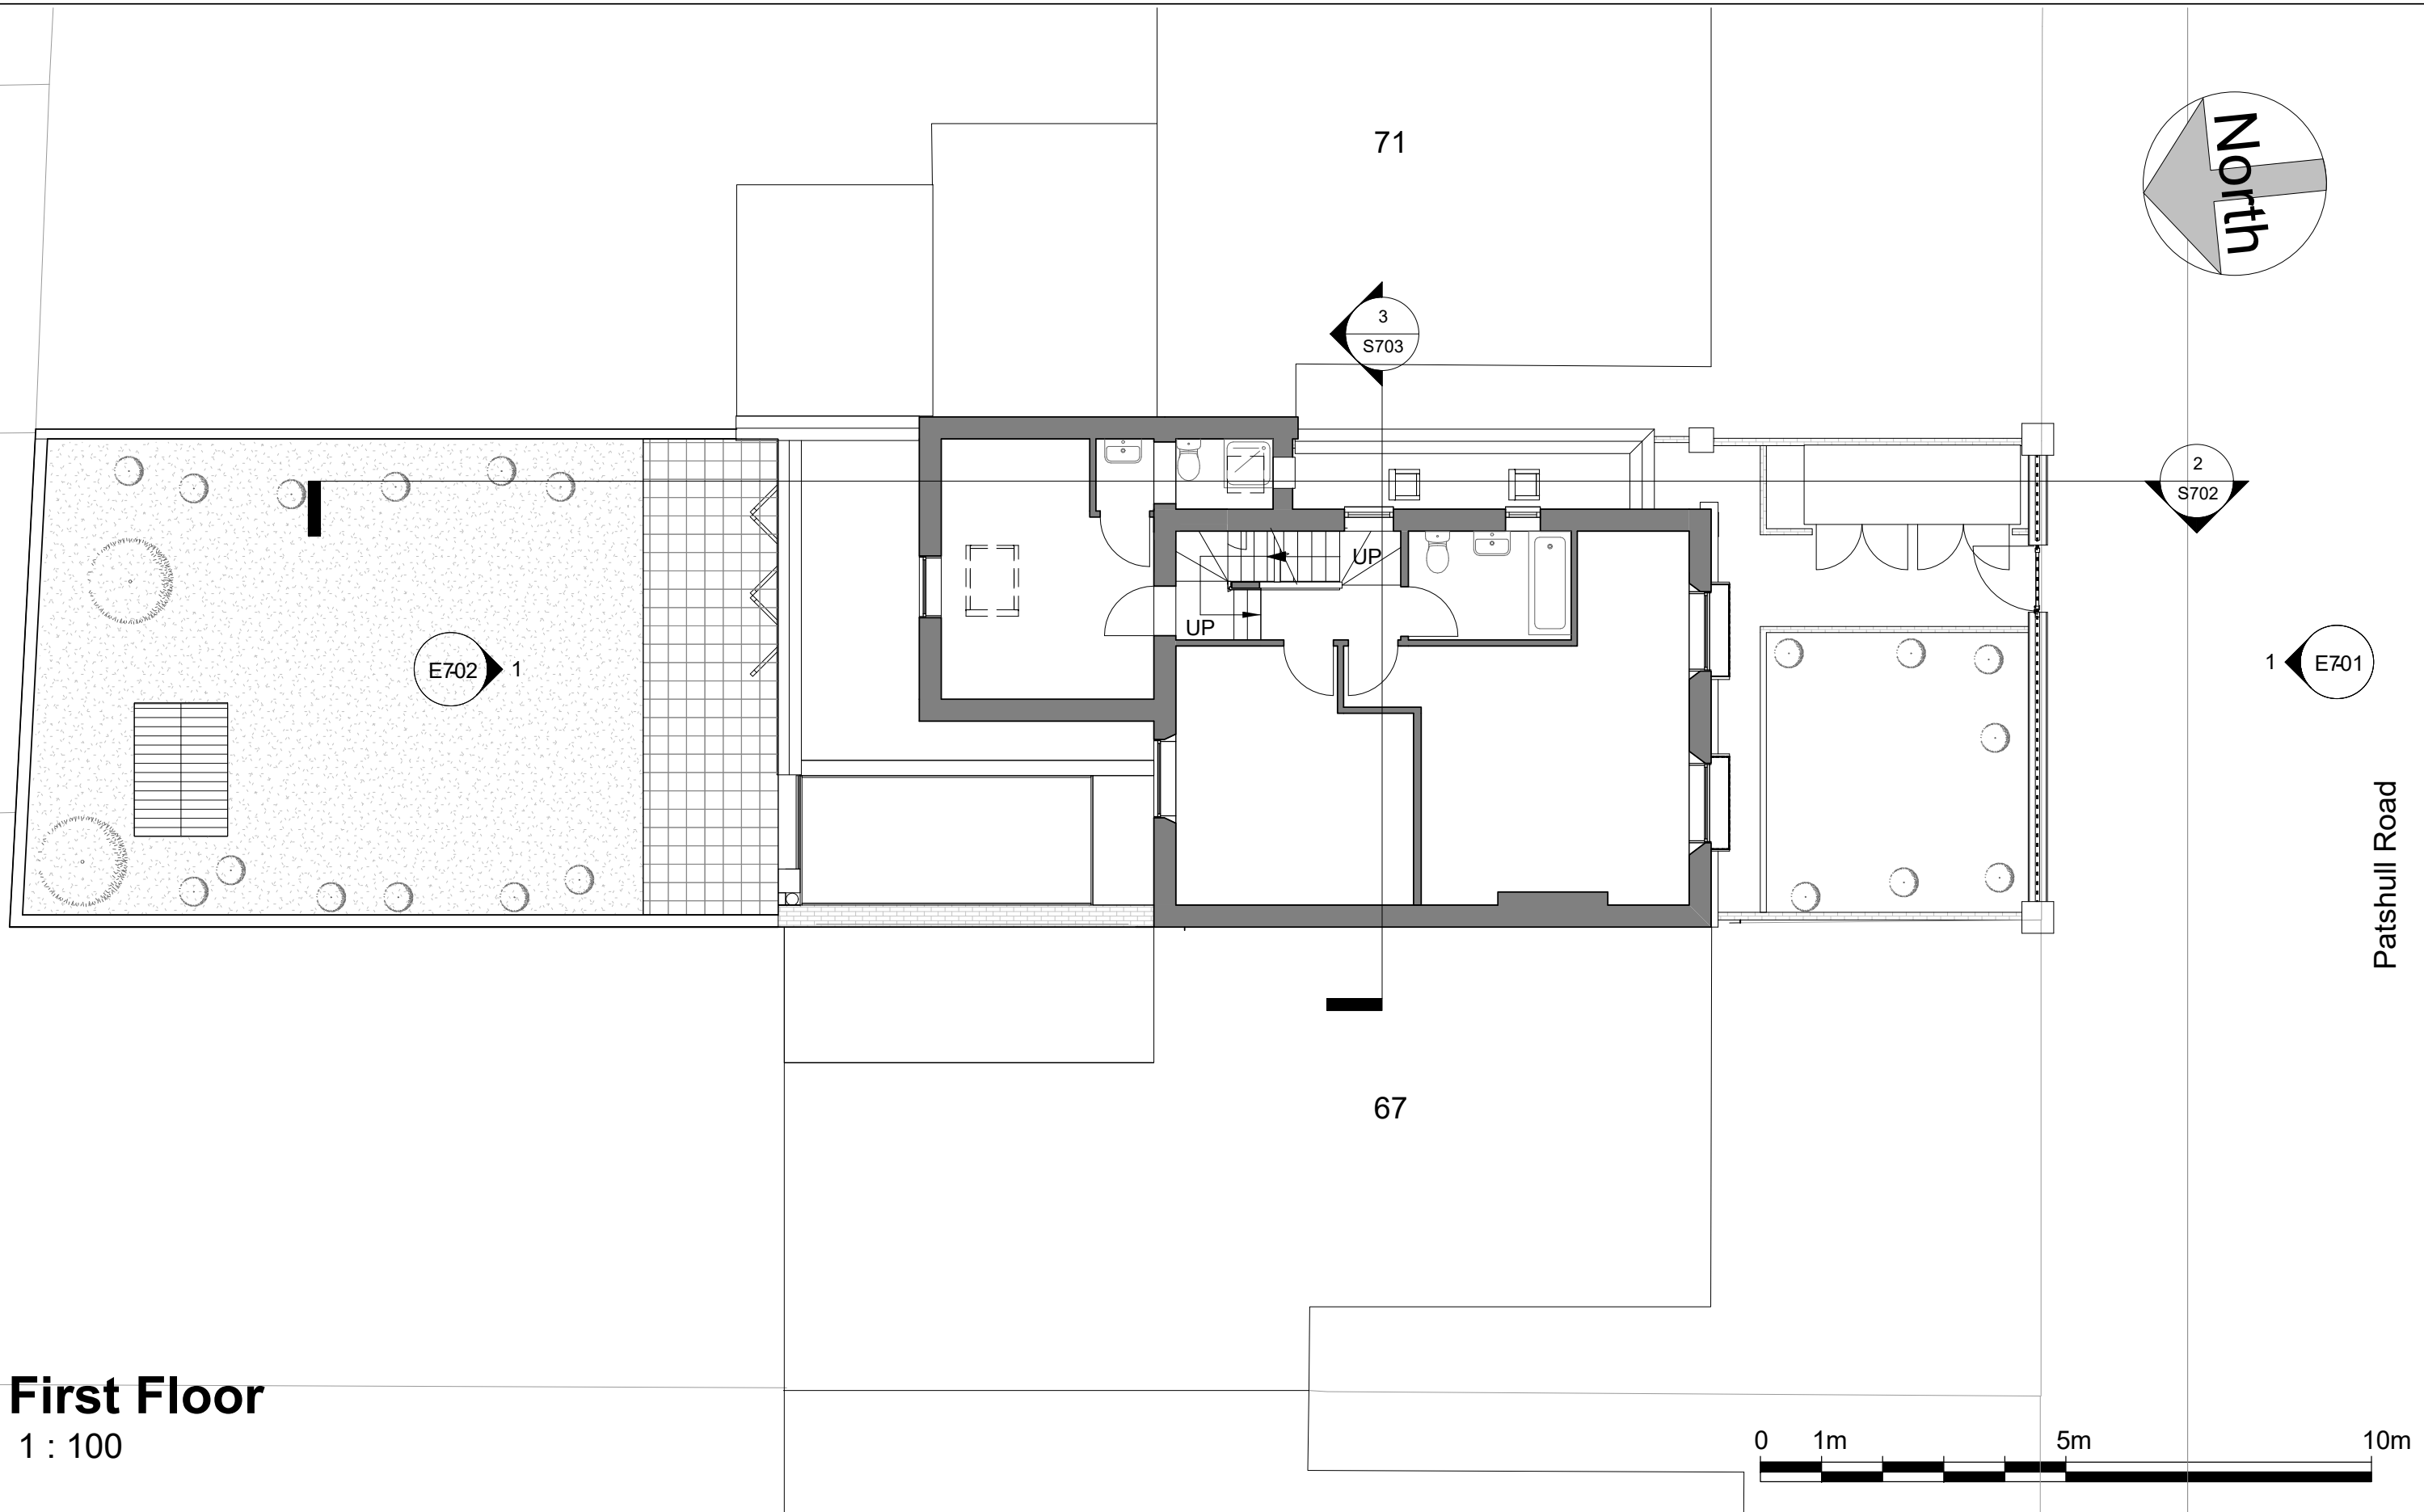 71
North
3
S703
2
S702
UP
UP
E702
1
1
E701
Patshull Road
67
First Floor
1 : 100
0 1m 5m 10m